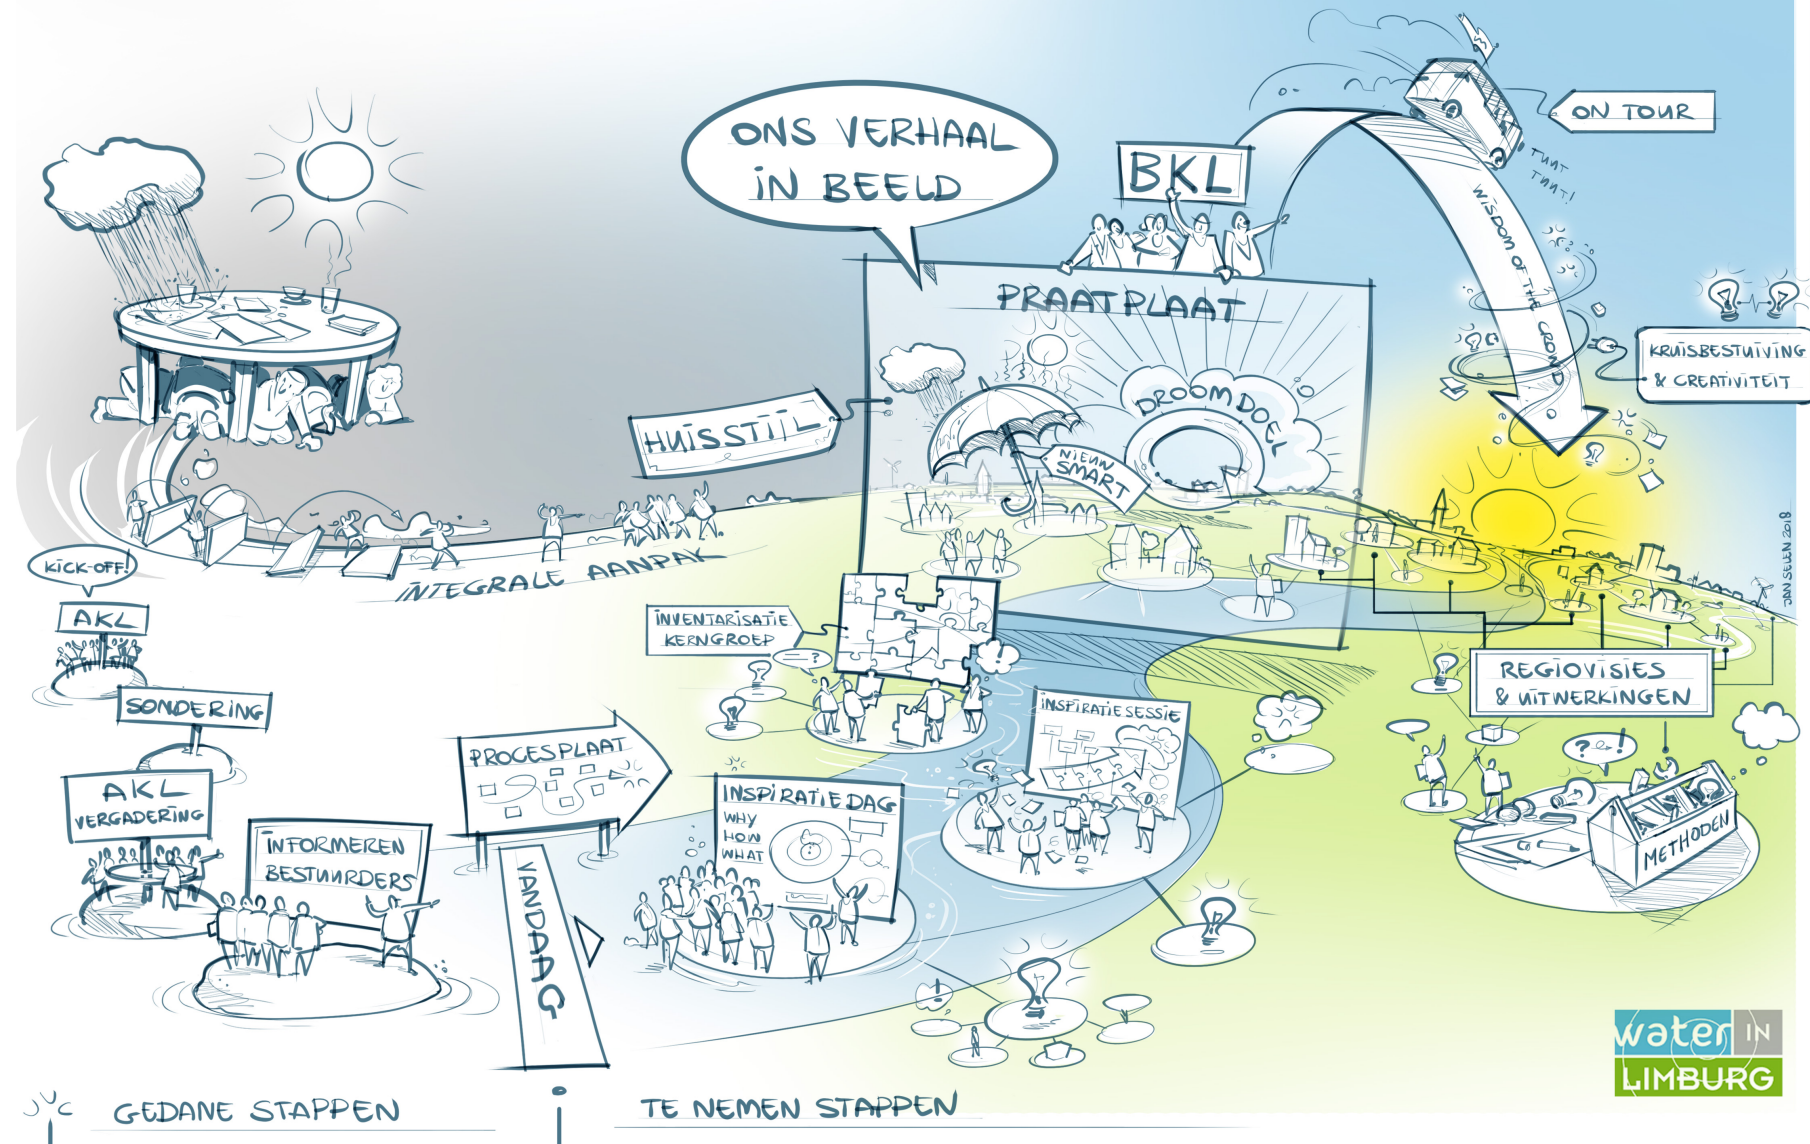 ONS VERHAAL
IN BEELD
BKL
ON TOUR
TUUT
TUUT!
WISDOM OF THE CROWD
KRUISBESTUIVING
& CREATIVITEIT
PRAATPLAAT
DROOMDOEL
NIEUW
SMART
HUISSTIJL
INTEGRALE AANPAK
KICK-OFF!
AKL
SONDERING
AKL
VERGADERING
INFORMEREN
BESTUURDERS
PROCESPLAAT
VANDAAG
INVENTARISATIE
KERNGROEP
?
!
INSPIRATIEDAG
WHY
HOW
WHAT
INSPIRATIESESSIE
REGIOVISIES
& UITWERKINGEN
METHODEN
JAN SELEN 2018
water IN
LIMBURG
GEDANE STAPPEN
TE NEMEN STAPPEN